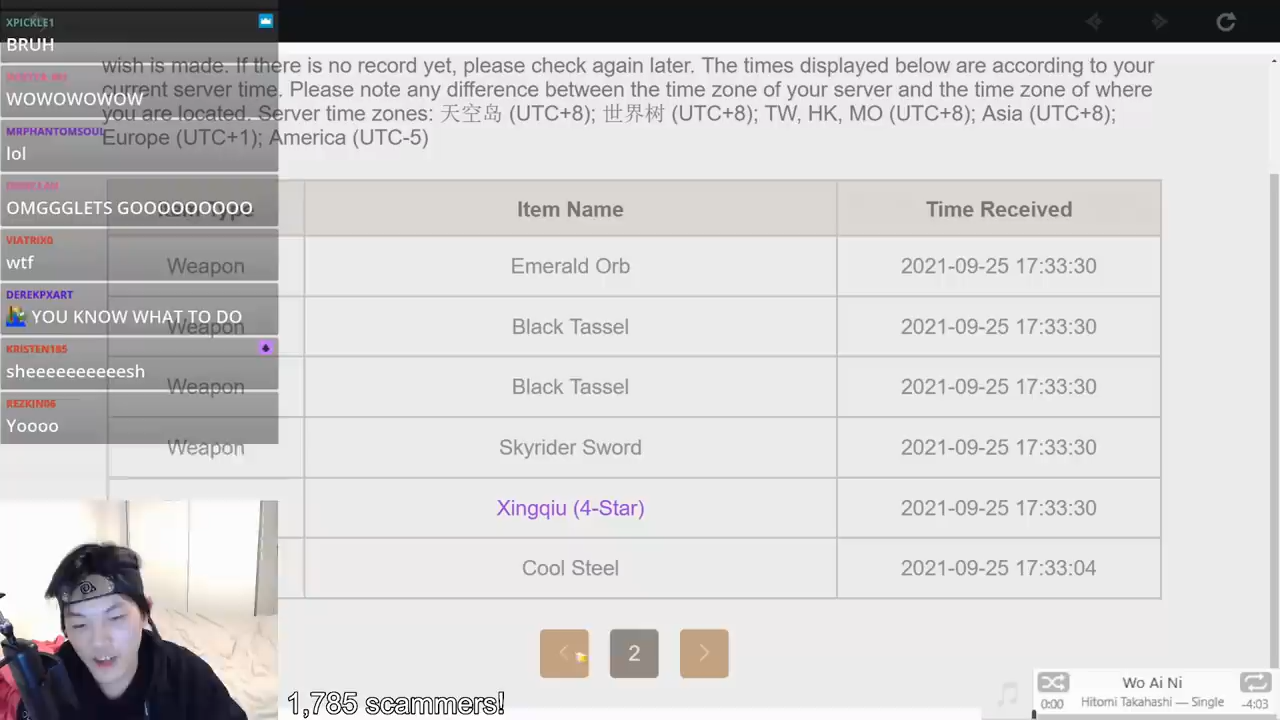 XPICKLE1
BRUH
WOWOWOWOW
MRPHANTOMSOUL
lol
OMGGGLETS GOOOOOOOOO
VIATRIX0
wtf
DEREKPXART
YOU KNOW WHAT TO DO
KRISTEN185
sheeeeeeeeeesh
REZKIN06
Yoooo
wish is made. If there is no record yet, please check again later. The times displayed below are according to your
current server time. Please note any difference between the time zone of your server and the time zone of where
you are located. Server time zones: 天空岛 (UTC+8); 世界树 (UTC+8); TW, HK, MO (UTC+8); Asia (UTC+8);
Europe (UTC+1); America (UTC-5)
Item Type Item Name Time Received
Weapon Emerald Orb 2021-09-25 17:33:30
Weapon Black Tassel 2021-09-25 17:33:30
Weapon Black Tassel 2021-09-25 17:33:30
Weapon Skyrider Sword 2021-09-25 17:33:30
Xingqiu (4-Star) 2021-09-25 17:33:30
Cool Steel 2021-09-25 17:33:04
2
1,785 scammers!
Wo Ai Ni
Hitomi Takahashi — Single
0:00 -4:03